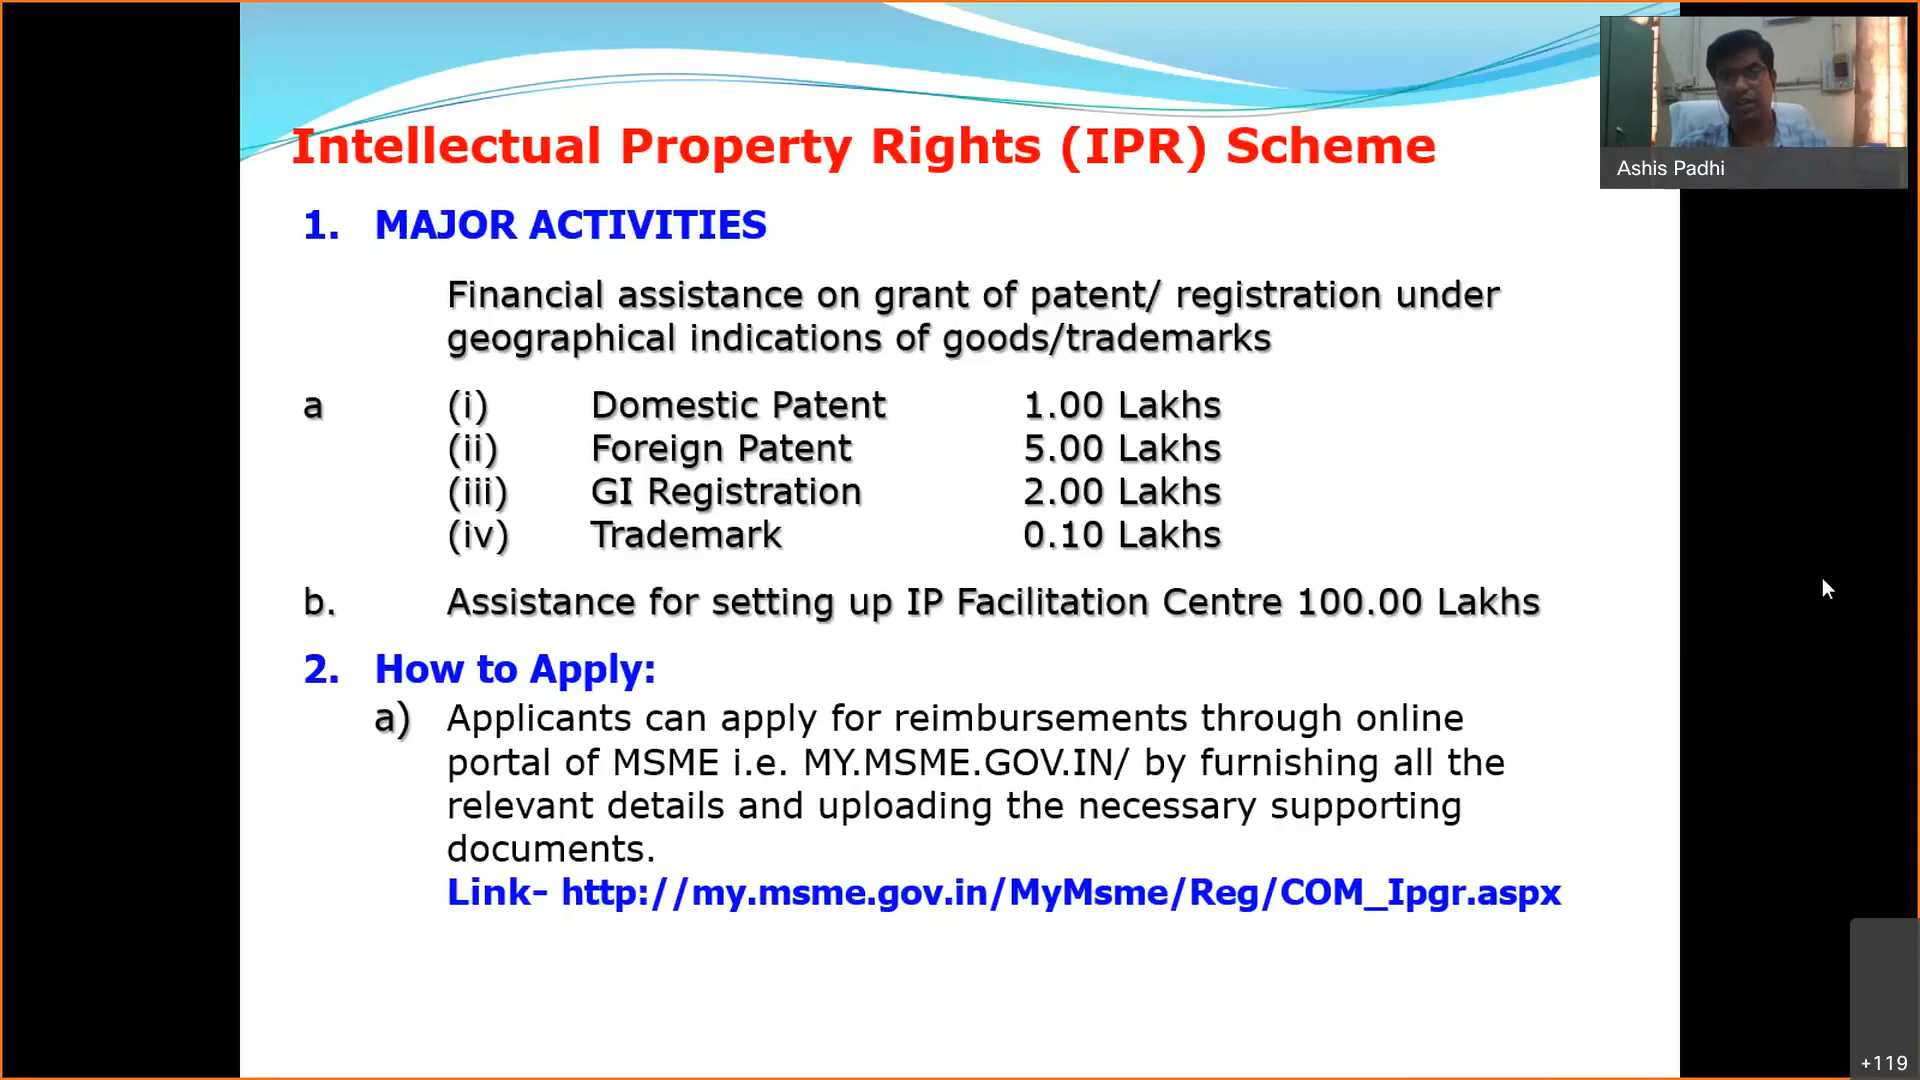 Intellectual Property Rights (IPR) Scheme
Ashis Padhi
1. MAJOR ACTIVITIES
Financial assistance on grant of patent/ registration under
geographical indications of goods/trademarks
a (i) Domestic Patent 1.00 Lakhs
(ii) Foreign Patent 5.00 Lakhs
(iii) GI Registration 2.00 Lakhs
(iv) Trademark 0.10 Lakhs
b. Assistance for setting up IP Facilitation Centre 100.00 Lakhs
2. How to Apply:
a) Applicants can apply for reimbursements through online
portal of MSME i.e. MY.MSME.GOV.IN/ by furnishing all the
relevant details and uploading the necessary supporting
documents.
Link- http://my.msme.gov.in/MyMsme/Reg/COM_Ipgr.aspx
+119